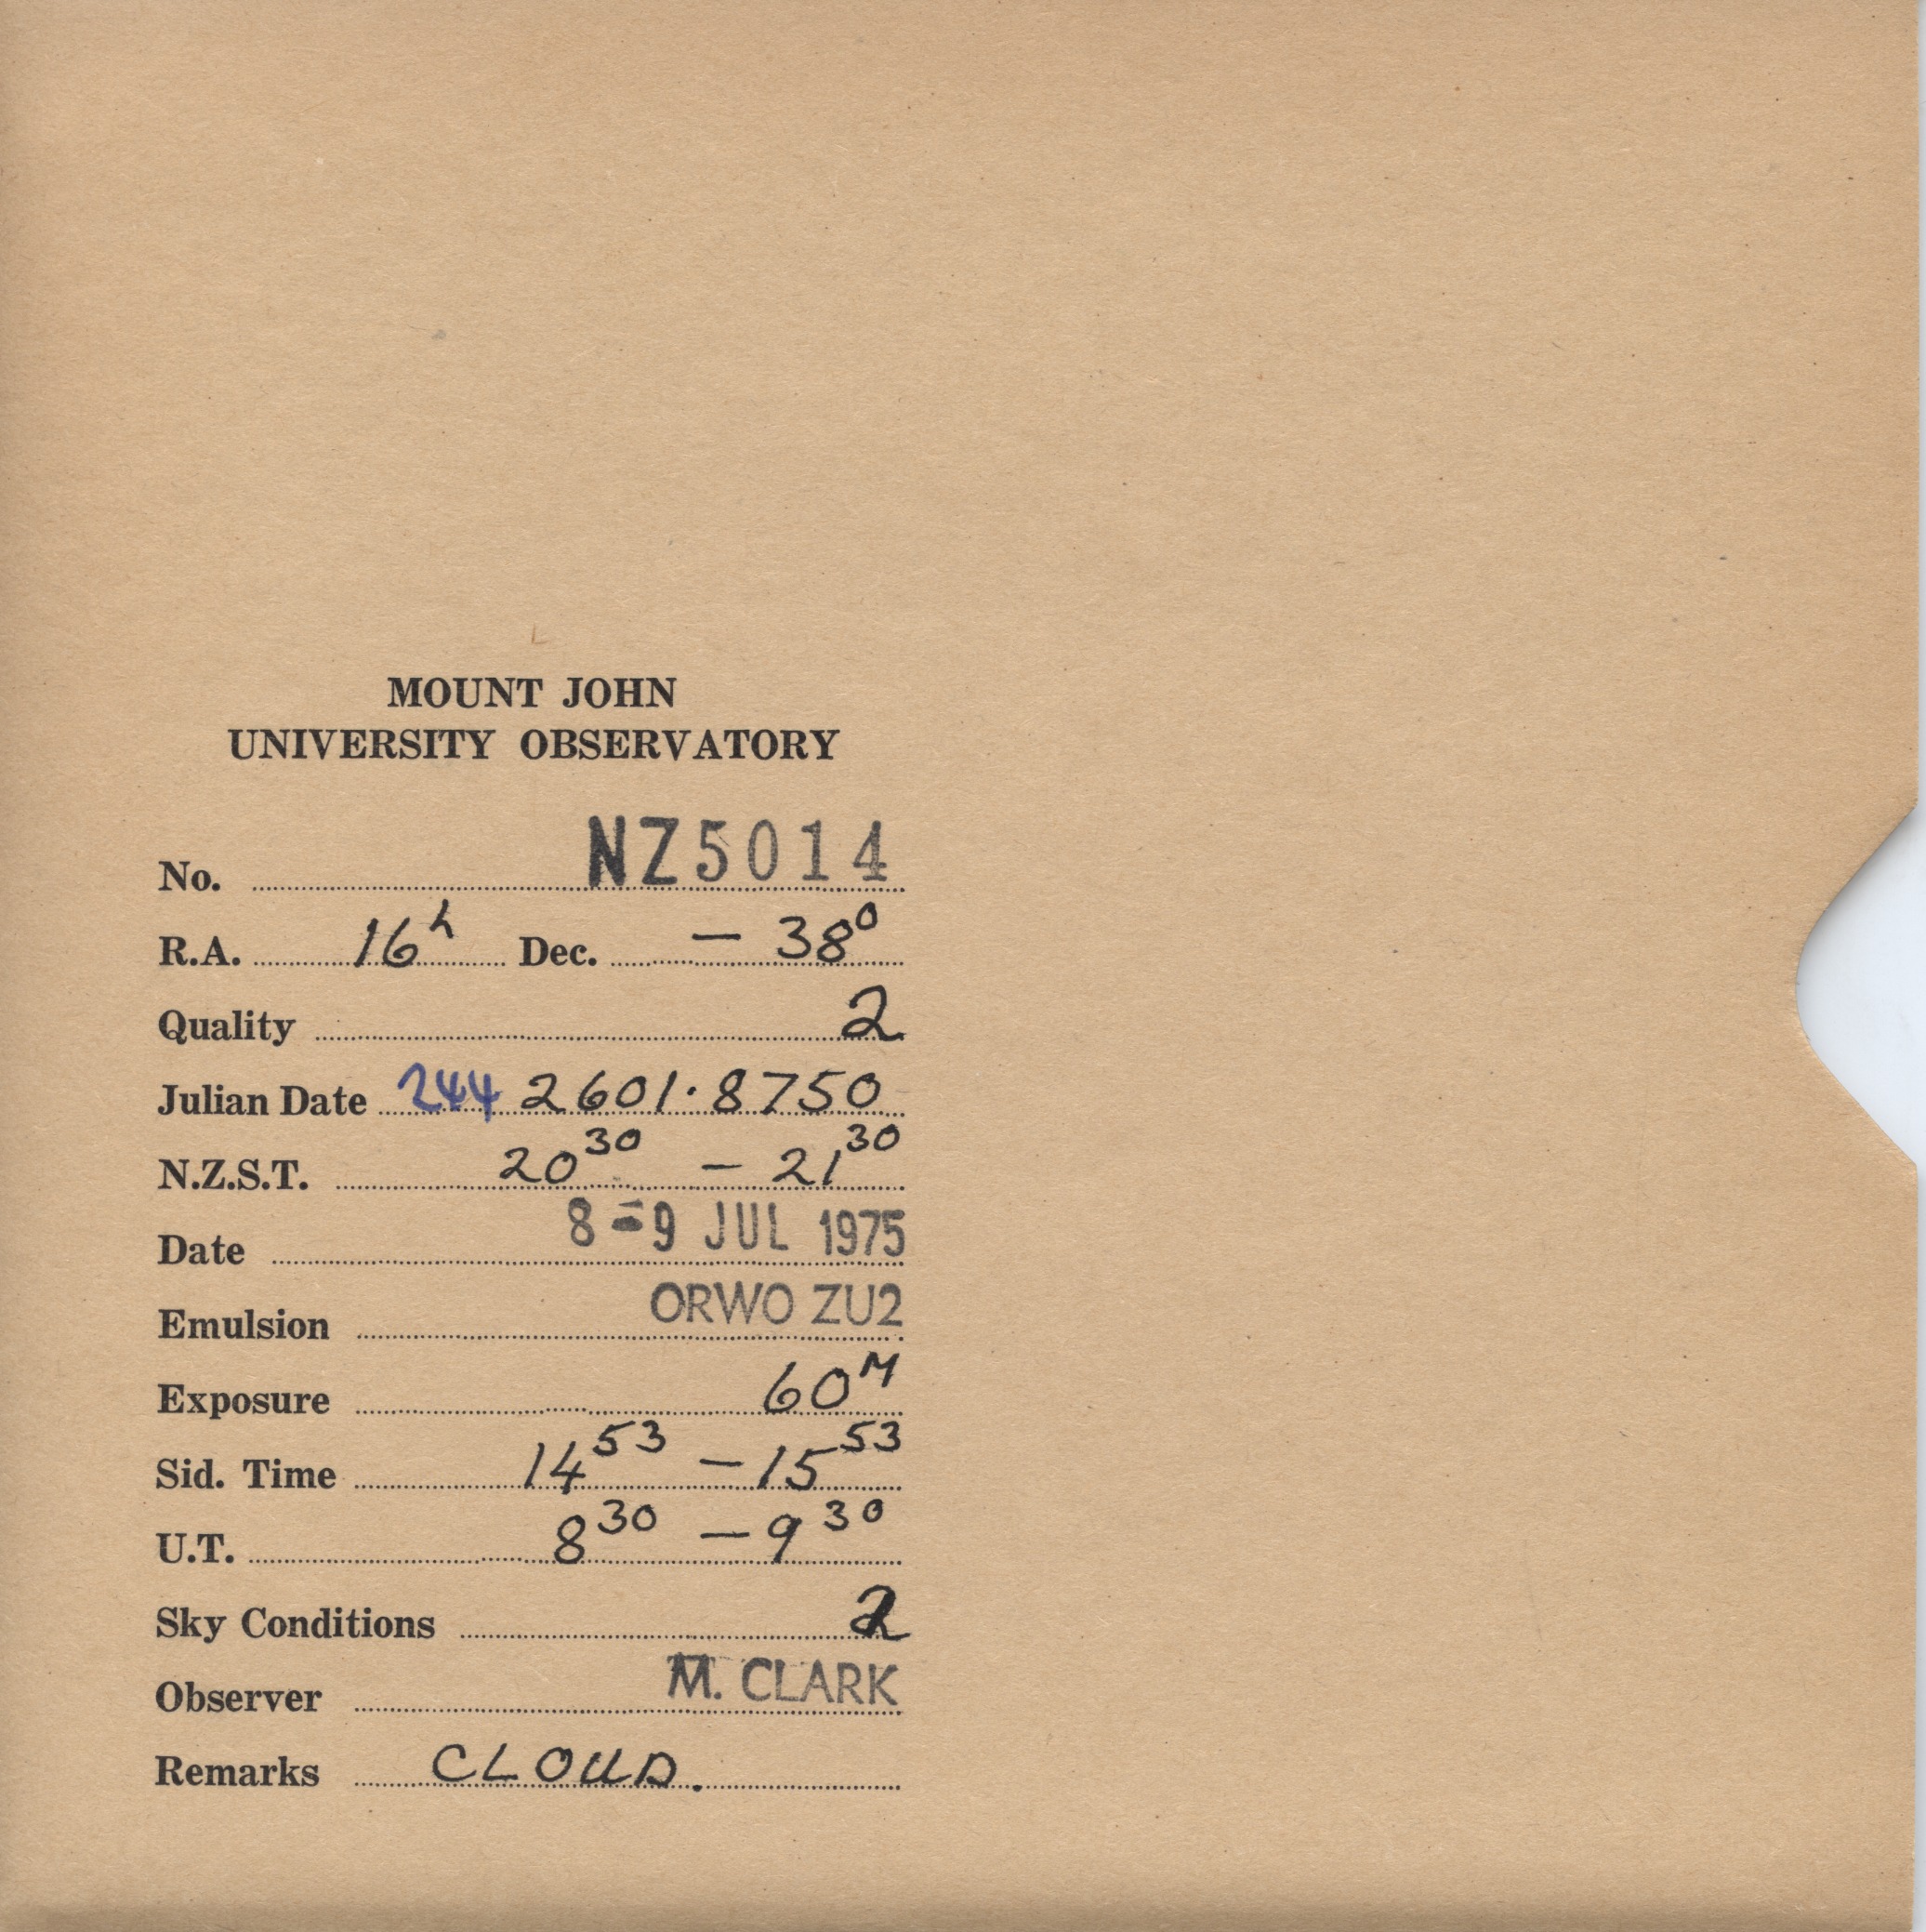 MOUNT JOHN
UNIVERSITY OBSERVATORY
No. NZ5014
R.A. 16h Dec. - 38°
Quality 2
Julian Date 244 2601.8750
N.Z.S.T. 20 30 - 21 30
Date 8-9 JUL 1975
Emulsion ORWO ZU2
Exposure 60M
Sid. Time 14 53 - 15 53
U.T. 8 30 - 9 30
Sky Conditions 2
Observer M. CLARK
Remarks CLOUD.